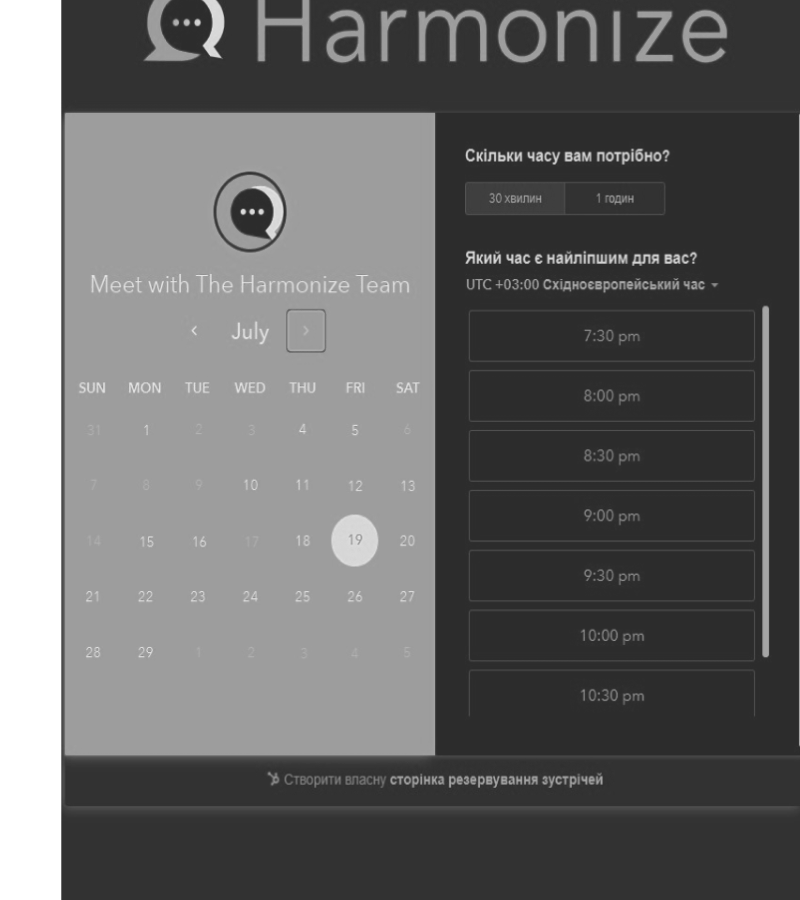 Harmonize
Meet with The Harmonize Team
July
SUN MON TUE WED THU FRI SAT
31 1 2 3 4 5 6
7 8 9 10 11 12 13
14 15 16 17 18 19 20
21 22 23 24 25 26 27
28 29 1 2 3 4 5
Скільки часу вам потрібно?
30 хвилин 1 годин
Який час є найліпшим для вас?
UTC +03:00 Східноєвропейський час
7:30 pm
8:00 pm
8:30 pm
9:00 pm
9:30 pm
10:00 pm
10:30 pm
Створити власну сторінка резервування зустрічей